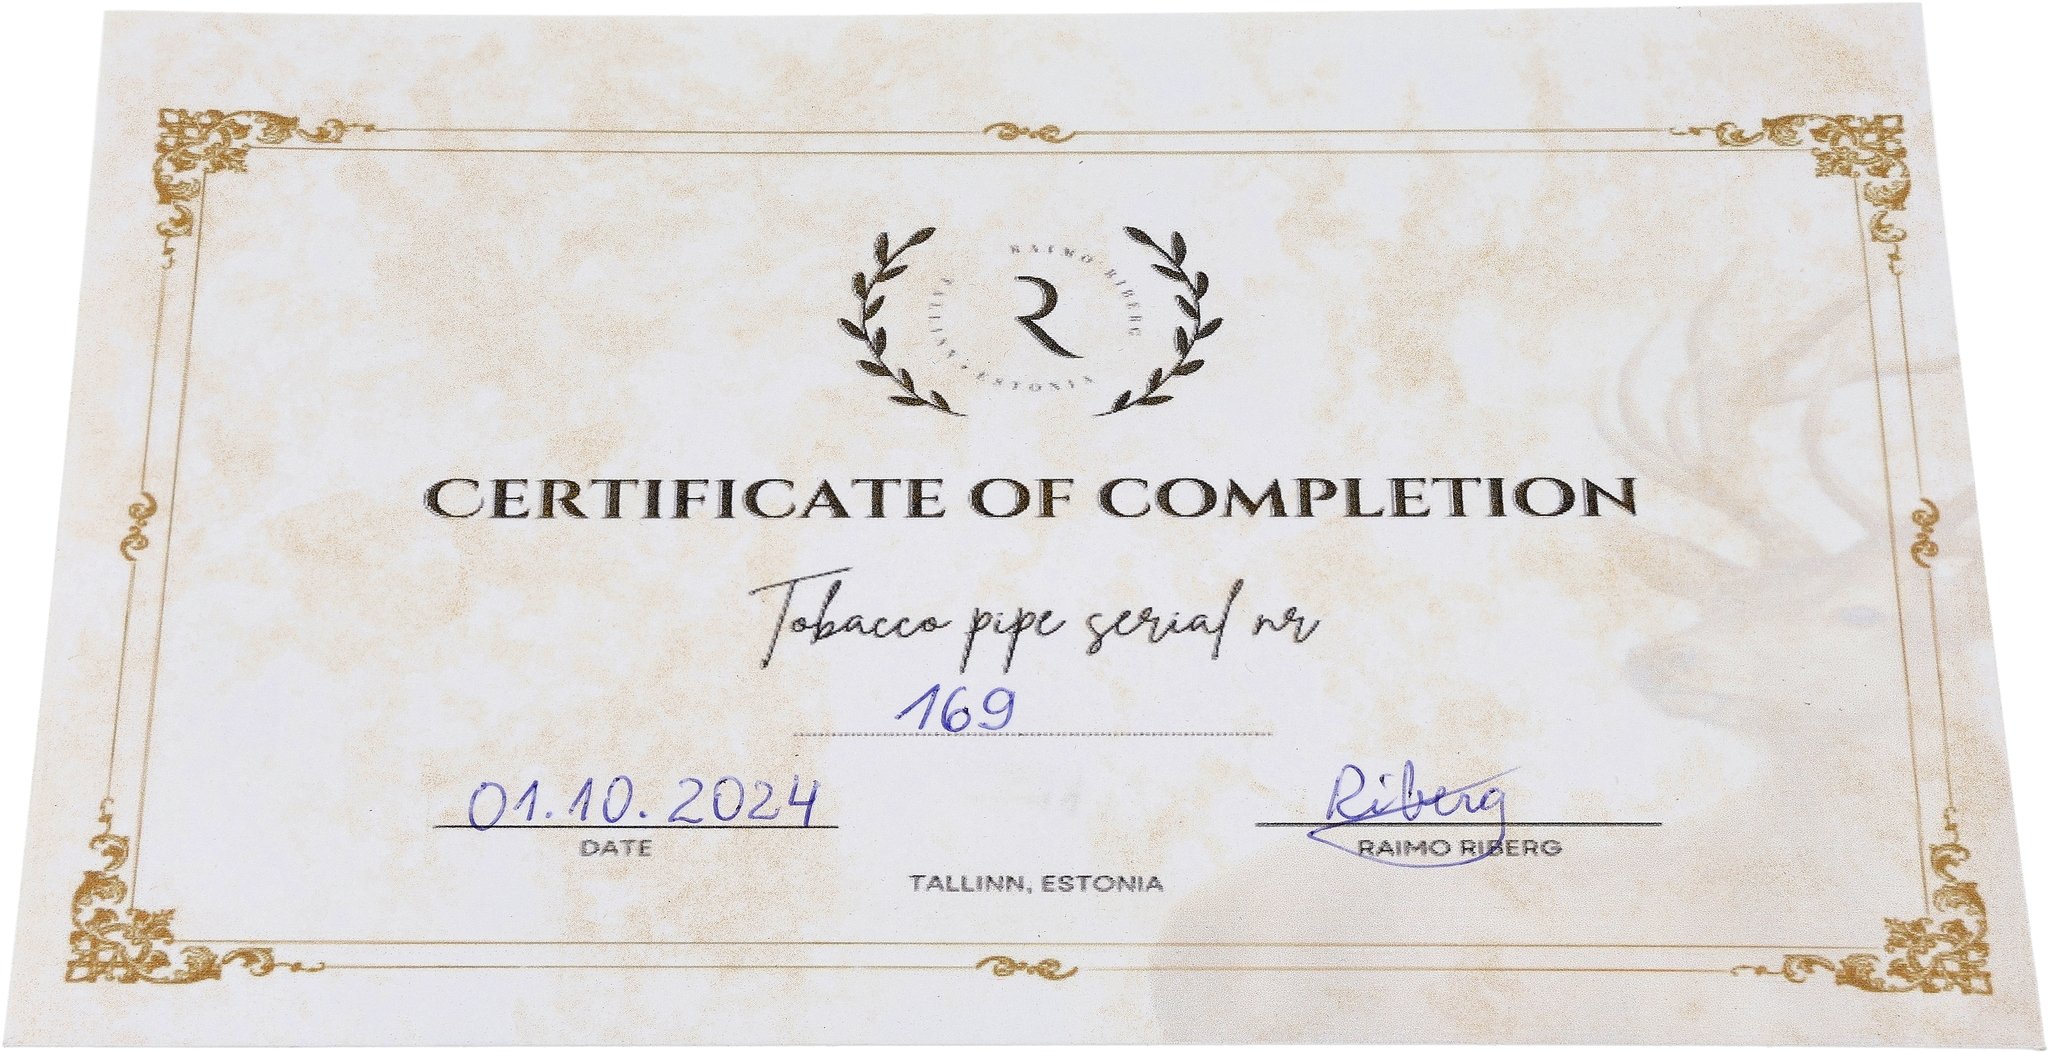 RAIMO RIBERG
TALLINN • ESTONIA
R
CERTIFICATE OF COMPLETION
Tobacco pipe serial nr
169
01.10.2024
Riberg
DATE
RAIMO RIBERG
TALLINN, ESTONIA